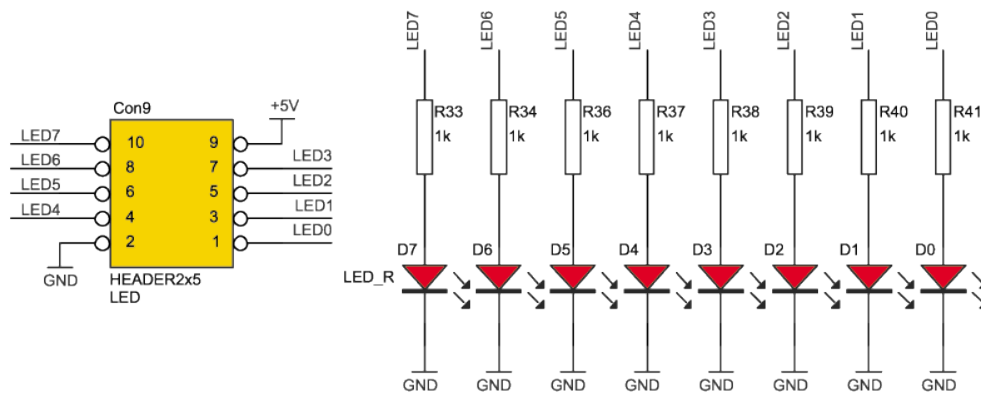 LED7 LED6 LED5 LED4 LED3 LED2 LED1 LED0
Con9
+5V
R33 R34 R36 R37 R38 R39 R40 R41
1k 1k 1k 1k 1k 1k 1k 1k
LED7 10 9
LED6 8 7 LED3
LED5 6 5 LED2
LED4 4 3 LED1
2 1 LED0
GND
HEADER2x5
LED
D7 D6 D5 D4 D3 D2 D1 D0
LED_R
GND GND GND GND GND GND GND GND